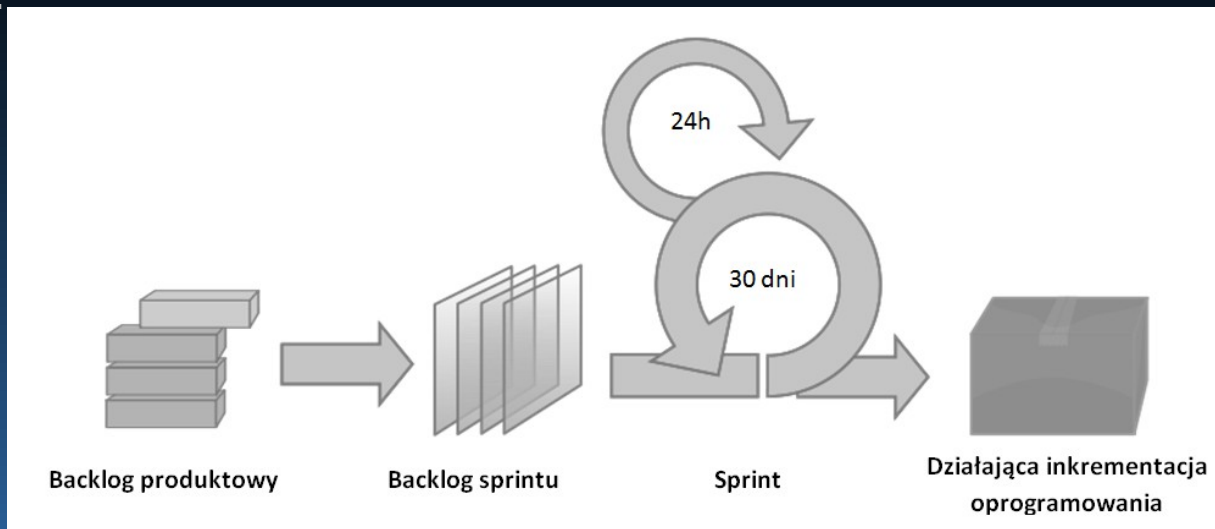 24h
30 dni
Backlog produktowy
Backlog sprintu
Sprint
Działająca inkrementacja
oprogramowania